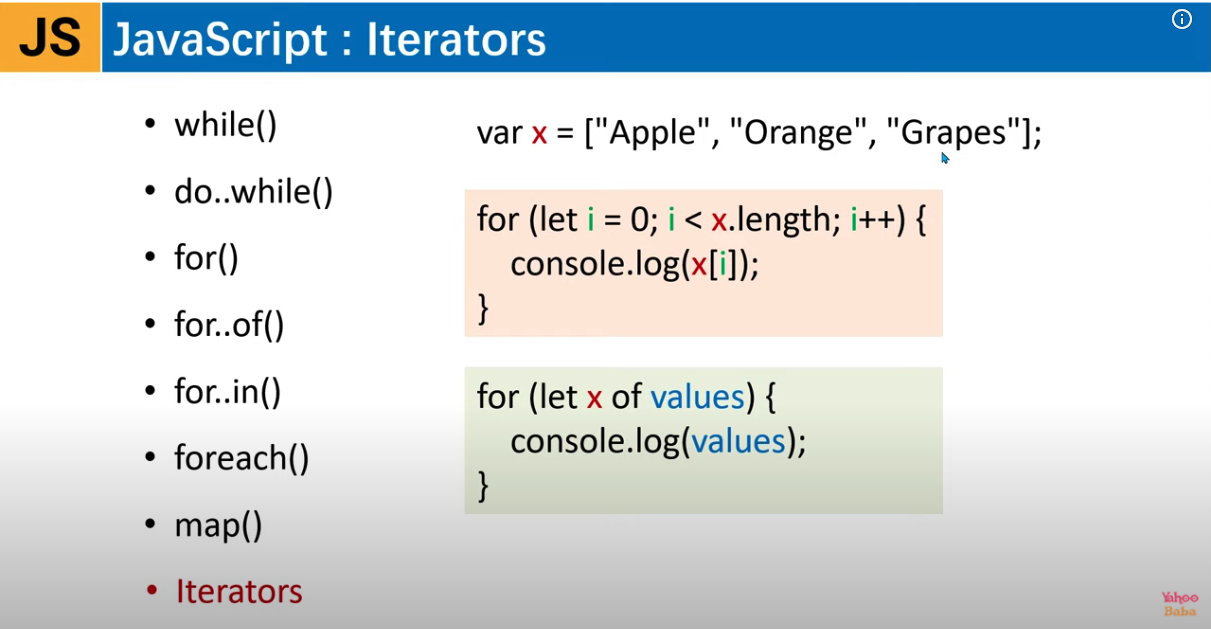 JS JavaScript : Iterators
• while()
• do..while()
• for()
• for..of()
• for..in()
• foreach()
• map()
• Iterators
var x = ["Apple", "Orange", "Grapes"];
for (let i = 0; i < x.length; i++) {
console.log(x[i]);
}
for (let x of values) {
console.log(values);
}
Yahoo
Baba